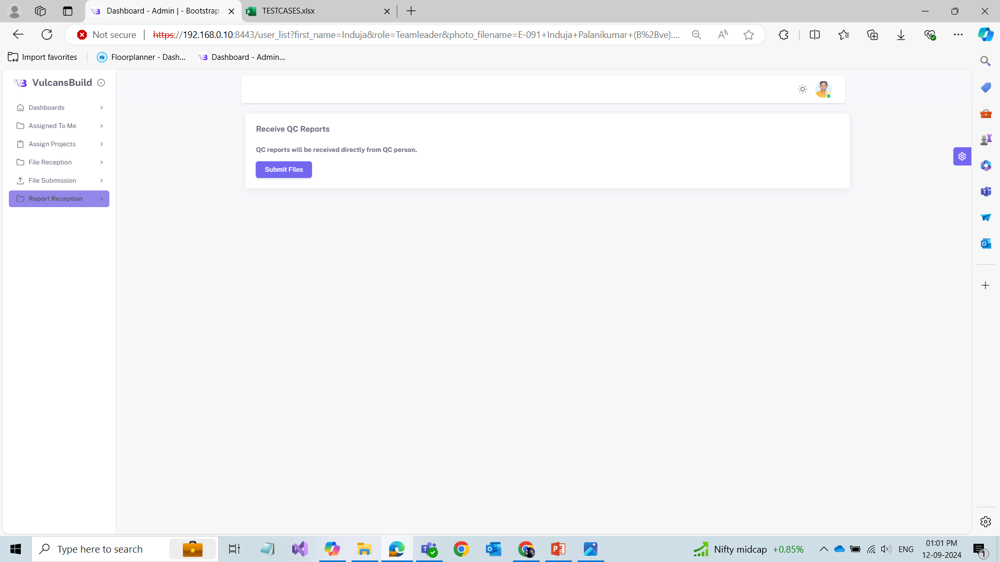 Dashboard - Admin | - Bootstrap
TESTCASES.xlsx
Not secure
https://192.168.0.10:8443/user_list?first_name=Induja&role=Teamleader&photo_filename=E-091+Induja+Palanikumar+(B%2Bve)....
Import favorites
Floorplanner - Dash...
Dashboard - Admin...
VulcansBuild
Dashboards
Assigned To Me
Assign Projects
File Reception
File Submission
Report Reception
Receive QC Reports
QC reports will be received directly from QC person.
Submit Files
Type here to search
Nifty midcap +0.85%
ENG
01:01 PM
12-09-2024
1